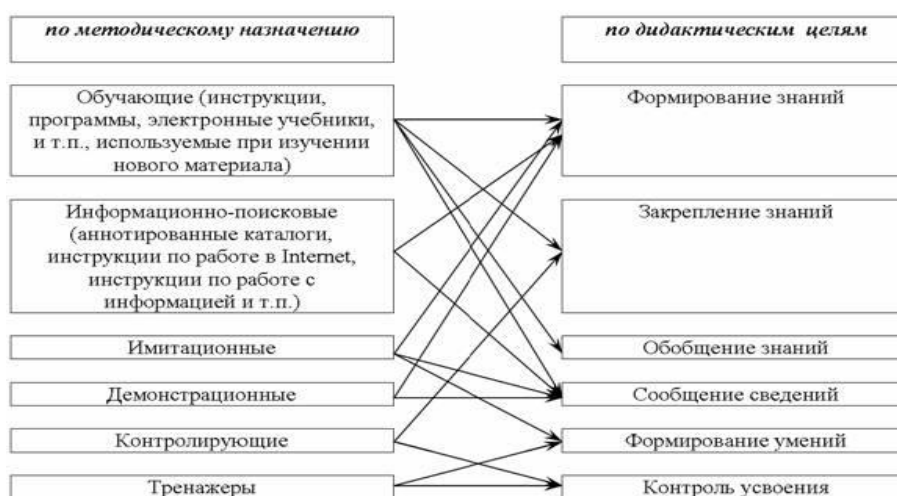 по методическому назначению
Обучающие (инструкции,
программы, электронные учебники,
и т.п., используемые при изучении
нового материала)
Информационно-поисковые
(аннотированные каталоги,
инструкции по работе в Internet,
инструкции по работе с
информацией и т.п.)
Имитационные
Демонстрационные
Контролирующие
Тренажеры
по дидактическим целям
Формирование знаний
Закрепление знаний
Обобщение знаний
Сообщение сведений
Формирование умений
Контроль усвоения